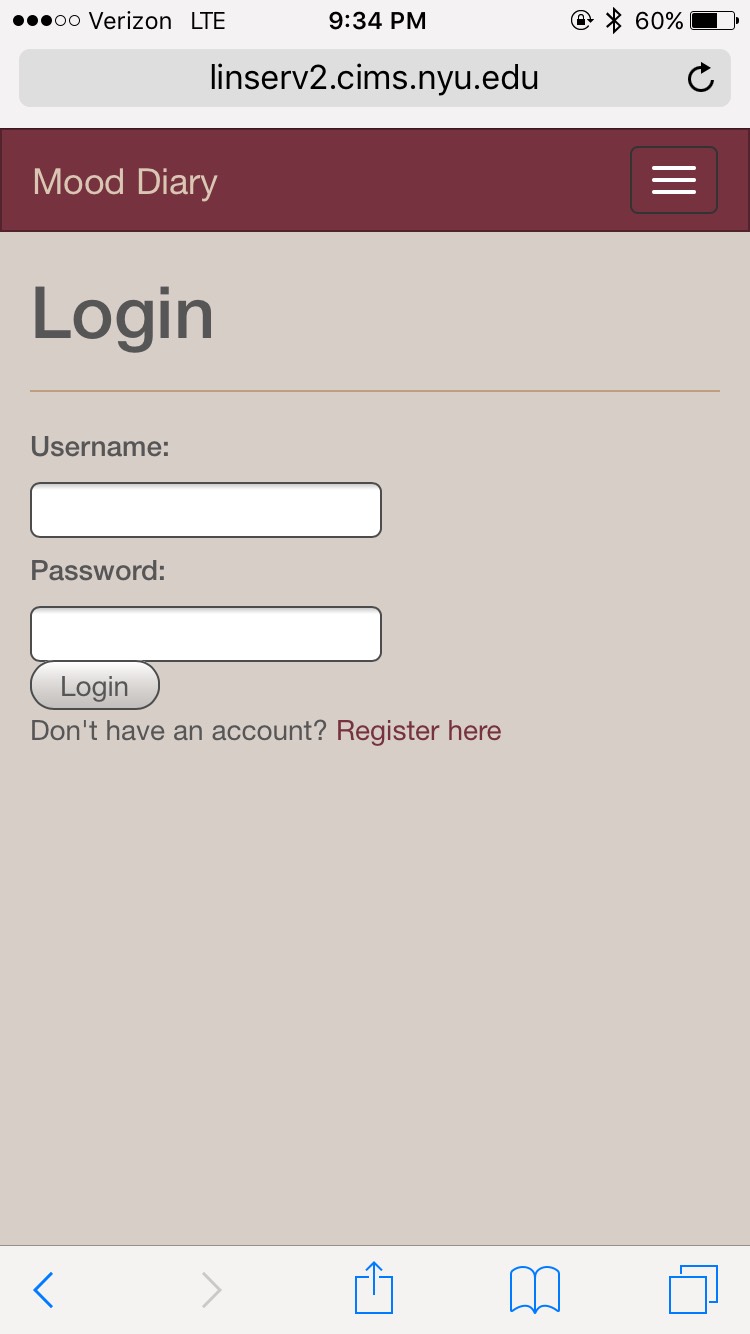 Verizon LTE 9:34 PM 60%
linserv2.cims.nyu.edu
Mood Diary
Login
Username:
Password:
Login
Don't have an account? Register here